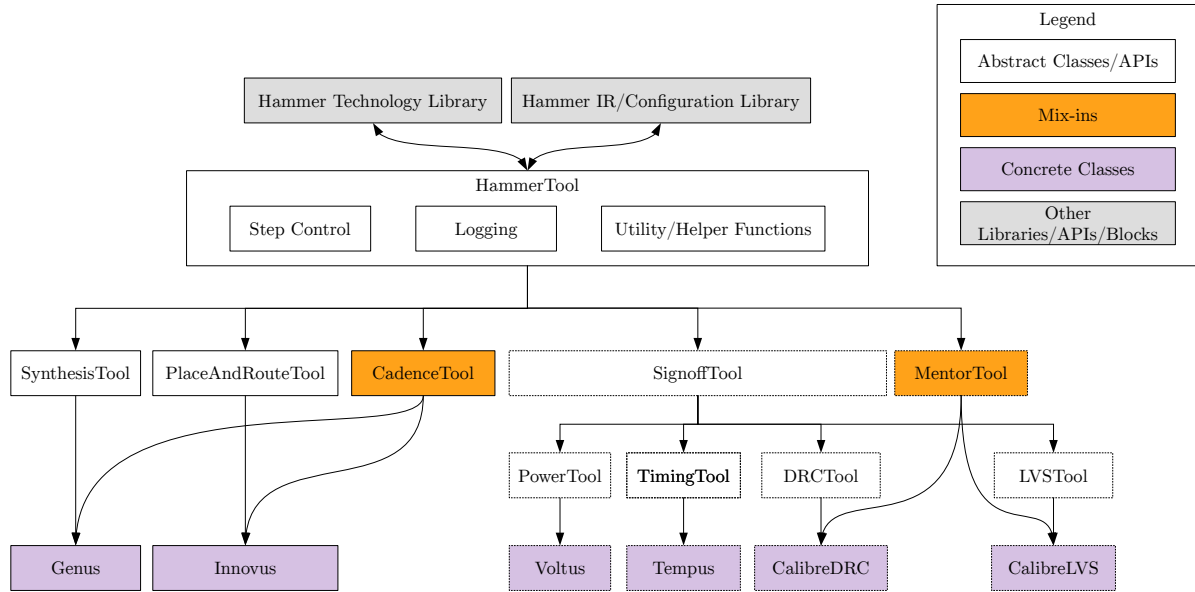 Legend
Abstract Classes/APIs
Mix-ins
Concrete Classes
Other
Libraries/APIs/Blocks
Hammer Technology Library
Hammer IR/Configuration Library
HammerTool
Step Control
Logging
Utility/Helper Functions
SynthesisTool
PlaceAndRouteTool
CadenceTool
SignoffTool
MentorTool
PowerTool
TimingTool
DRCTool
LVSTool
Genus
Innovus
Voltus
Tempus
CalibreDRC
CalibreLVS